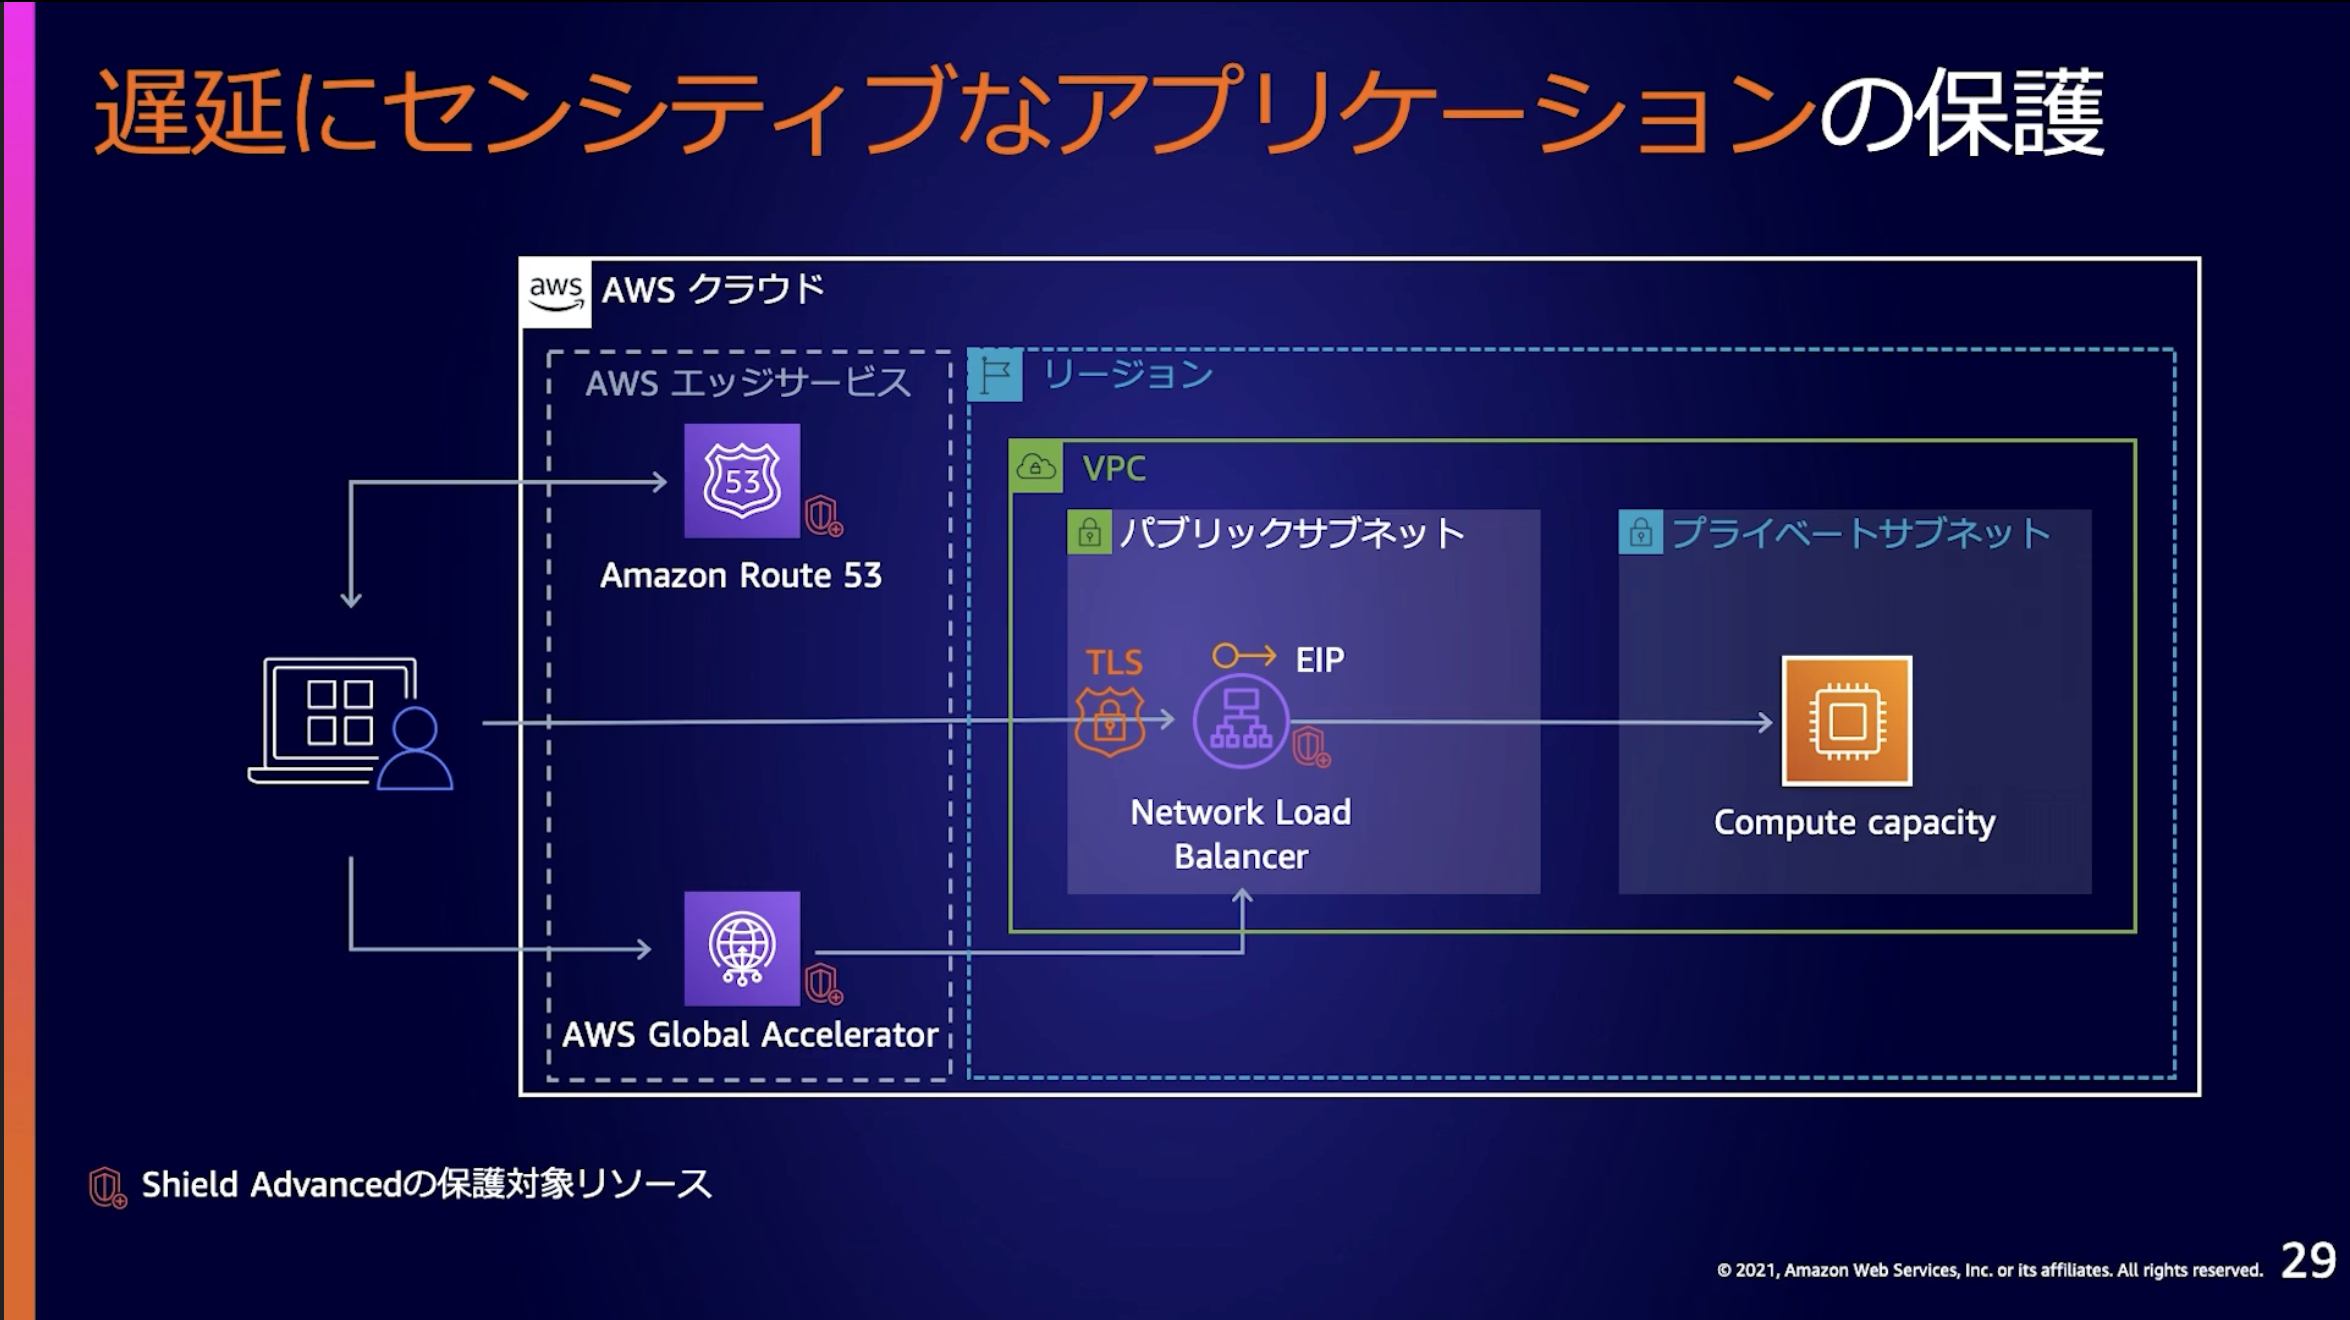 遅延にセンシティブなアプリケーションの保護
aws
AWS クラウド
AWS エッジサービス
リージョン
53
Amazon Route 53
VPC
パブリックサブネット
プライベートサブネット
TLS
EIP
Network Load
Balancer
Compute capacity
AWS Global Accelerator
Shield Advancedの保護対象リソース
© 2021, Amazon Web Services, Inc. or its affiliates. All rights reserved.
29